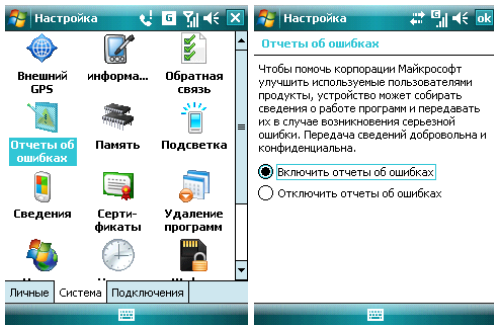 Настройка
G
Внешний GPS
информа...
Обратная связь
Отчеты об ошибках
Память
Подсветка
Сведения
Серти-фикаты
Удаление программ
Личные Система Подключения
Настройка
G
ok
Отчеты об ошибках
Чтобы помочь корпорации Майкрософт
улучшить используемые пользователями
продукты, устройство может собирать
сведения о работе программ и передавать
их в случае возникновения серьезной
ошибки. Передача сведений добровольна и
конфиденциальна.
Включить отчеты об ошибках
Отключить отчеты об ошибках